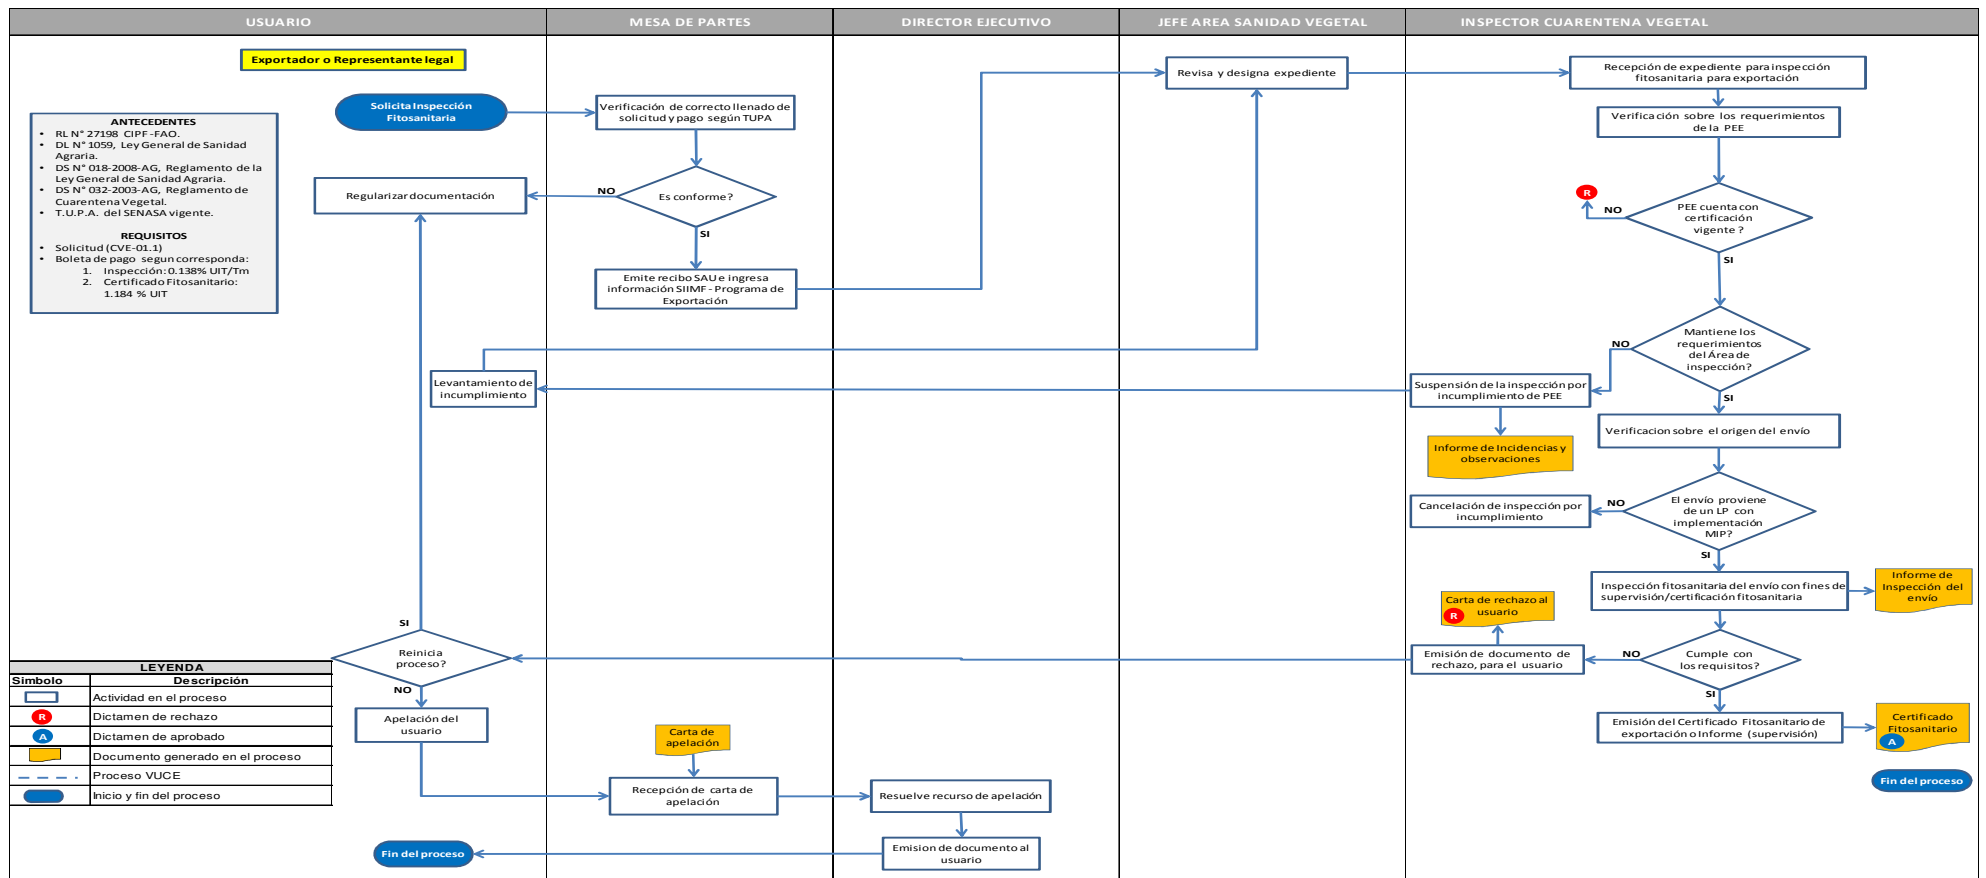 USUARIO
MESA DE PARTES
DIRECTOR EJECUTIVO
JEFE AREA SANIDAD VEGETAL
INSPECTOR CUARENTENA VEGETAL
Exportador o Representante legal
Solicita Inspección
Fitosanitaria
Verificación de correcto llenado de
solicitud y pago según TUPA
Revisa y designa expediente
Recepción de expediente para inspección
fitosanitaria para exportación
Verificación sobre los requerimientos
de la PEE
ANTECEDENTES
• RL N° 27198 CIPF-FAO.
• DL N° 1059, Ley General de Sanidad
Agraria.
• DS N° 018-2008-AG, Reglamento de la
Ley General de Sanidad Agraria.
• DS N° 032-2003-AG, Reglamento de
Cuarentena Vegetal.
• T.U.P.A. del SENASA vigente.
REQUISITOS
• Solicitud (CVE-01.1)
• Boleta de pago segun corresponda:
1. Inspección: 0.138% UIT/Tm
2. Certificado Fitosanitario:
1.184 % UIT
Regularizar documentación
NO
Es conforme?
SI
Emite recibo SAU e ingresa
información SIIMF - Programa de
Exportación
R
NO
PEE cuenta con
certificación
vigente ?
SI
Mantiene los
requerimientos
del Área de
inspección?
NO
SI
Levantamiento de
incumplimiento
Suspensión de la inspección por
incumplimiento de PEE
Informe de Incidencias y
observaciones
Verificacion sobre el origen del envío
El envío proviene
de un LP con
implementación
MIP?
NO
SI
Cancelación de inspección por
incumplimiento
Inspección fitosanitaria del envío con fines de
supervisión/certificación fitosanitaria
Informe de
Inspección del
envío
Carta de rechazo al
usuario
R
Emisión de documento de
rechazo, para el usuario
NO
Cumple con
los requisitos?
SI
Emisión del Certificado Fitosanitario de
exportación o Informe (supervisión)
Certificado
Fitosanitario
A
Fin del proceso
SI
Reinicia
proceso?
NO
Apelación del
usuario
Carta de
apelación
Recepción de carta de
apelación
Resuelve recurso de apelación
Emision de documento al
usuario
Fin del proceso
LEYENDA
Simbolo Descripción
Actividad en el proceso
R Dictamen de rechazo
A Dictamen de aprobado
Documento generado en el proceso
Proceso VUCE
Inicio y fin del proceso